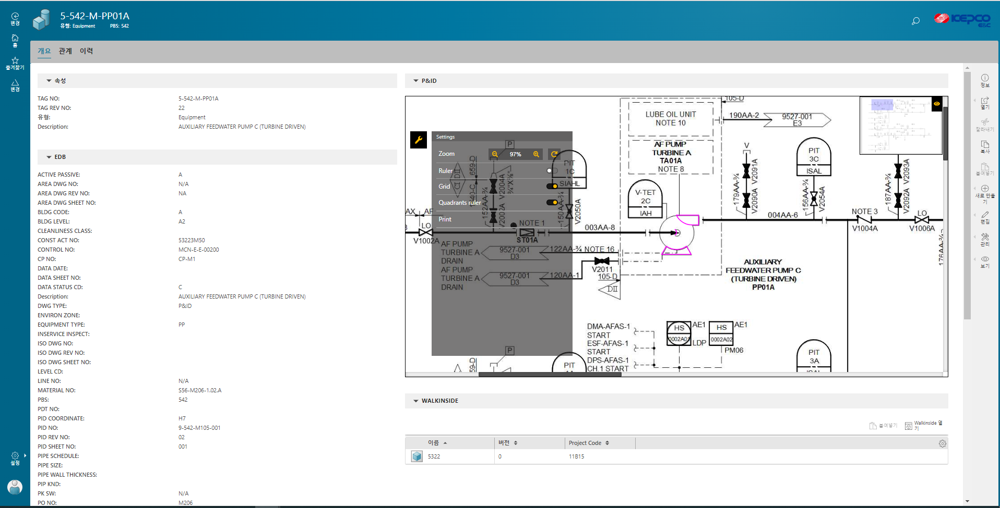 변경
5-542-M-PP01A
유형: Equipment PBS: 542
KEPCO
E&C
홈
즐겨찾기
변경
개요 관계 이력
속성
TAG NO: 5-542-M-PP01A
TAG REV NO: 22
유형: Equipment
Description: AUXILIARY FEEDWATER PUMP C (TURBINE DRIVEN)
EDB
ACTIVE PASSIVE: A
AREA DWG NO: N/A
AREA DWG REV NO: NA
AREA DWG SHEET NO:
BLDG CODE: A
BLDG LEVEL: A2
CLEANLINESS CLASS:
CONST ACT NO: 53223M50
CONTROL NO: MCN-E-E-00200
CP NO: CP-M1
DATA DATE:
DATA SHEET NO:
DATA STATUS CD: C
Description: AUXILIARY FEEDWATER PUMP C (TURBINE DRIVEN)
DWG TYPE: P&ID
ENVIRON ZONE:
EQUIPMENT TYPE: PP
INSERVICE INSPECT:
ISO DWG NO:
ISO DWG REV NO:
ISO DWG SHEET NO:
LEVEL CD:
LINE NO: N/A
MATERIAL NO: S56-M206-1.02.A
PBS: 542
PDT NO:
PID COORDINATE: H7
PID NO: 9-542-M105-001
PID REV NO: 02
PID SHEET NO: 001
PIPE SCHEDULE:
PIPE SIZE:
PIPE WALL THICKNESS:
PIP KND:
PK SW: N/A
PO NO: M206
설정
P&ID
105-D
LUBE OIL UNIT
NOTE 10
190AA-2
9527-001
E3
AF PUMP
TURBINE A
TA01A
NOTE 8
Settings
Zoom 97%
Ruler
Grid
Quadrants ruler
Print
P
659-D
DII
CI
152AA-¾
V2004A
V2002A
¾"X½"
PIT
1C
SIAHL
150AA-¾
V2050A
V-TET
2C
IAH
V
179AA-¾
V2091A
V2090A
PIT
3C
ISAL
156AA-¾
V2054A
187AA-¾
V2093A
V2092A
AX AF
LO
V1002A
NOTE 1
ST01A
003AA-8
004AA-6
NOTE 3
V1004A
LO
V1006A
176AA-¾
AF PUMP
TURBINE A
DRAIN
9527-001
D3
122AA-¾ NOTE 16
AF PUMP
TURBINE A
DRAIN
9527-001
D3
120AA-1
V2011
105-D
DII
AUXILIARY
FEEDWATER PUMP C
(TURBINE DRIVEN)
PP01A
DMA-AFAS-1
START
ESF-AFAS-1
START
DPS-AFAS-1
CH.1 START
HS
0002A01
AE1
LDP
HS
0002A02
AE1
PM06
P
59-D
PIT
PIT
3A
WALKINSIDE
붙여넣기
Walkinside 열기
이름 버전 Project Code
5322 0 11B15
정보
열기
잘라내기
복사
붙여넣기
새로 만들기
편집
관리
보기